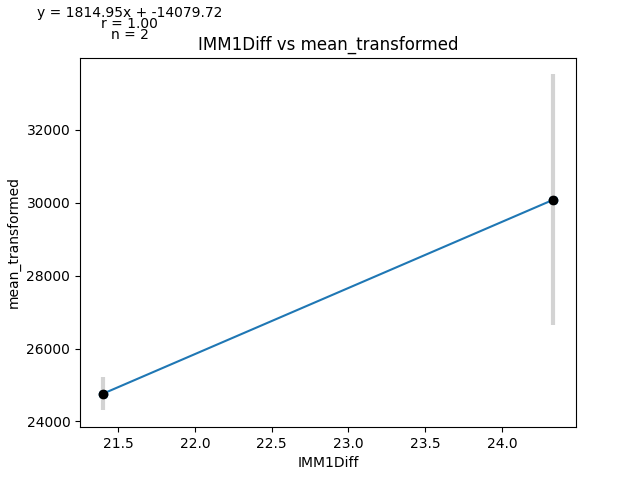 y = 1814.95x + -14079.72
r = 1.00
n = 2
IMM1Diff vs mean_transformed
mean_transformed
32000
30000
28000
26000
24000
21.5 22.0 22.5 23.0 23.5 24.0
IMM1Diff